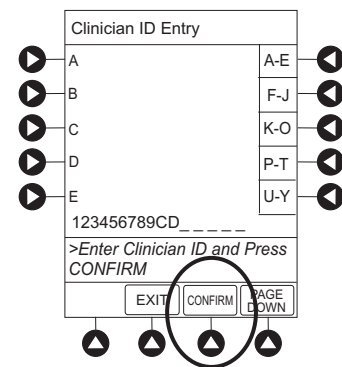 Clinician ID Entry
A A-E
B F-J
C K-O
D P-T
E U-Y
123456789CD_ _ _ _ _
>Enter Clinician ID and Press
CONFIRM
EXIT CONFIRM PAGE
DOWN